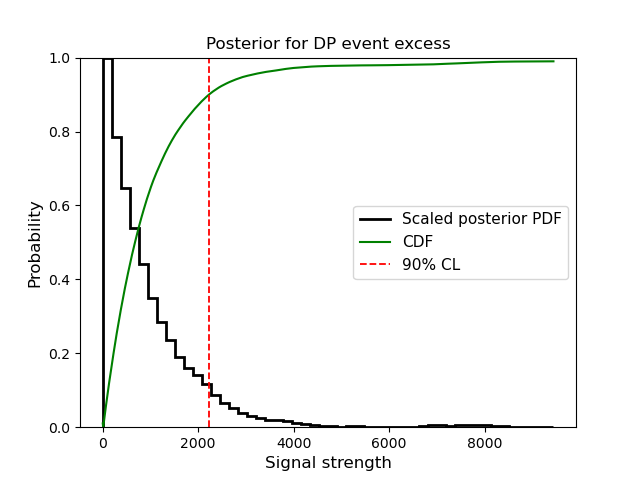 Posterior for DP event excess
Probability
1.0
0.8
0.6
0.4
0.2
0.0
Scaled posterior PDF
CDF
90% CL
0 2000 4000 6000 8000
Signal strength